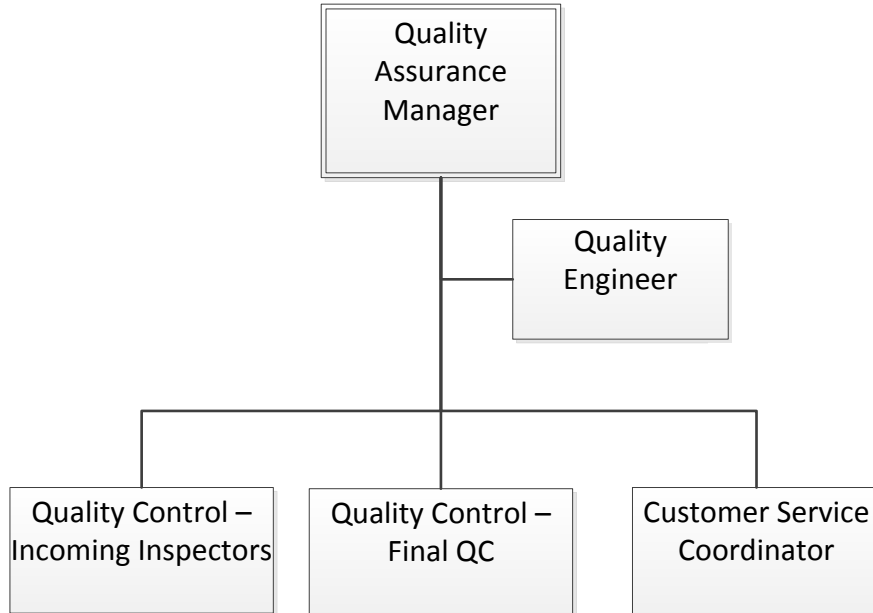 Quality
Assurance
Manager
Quality
Engineer
Quality Control –
Incoming Inspectors
Quality Control –
Final QC
Customer Service
Coordinator